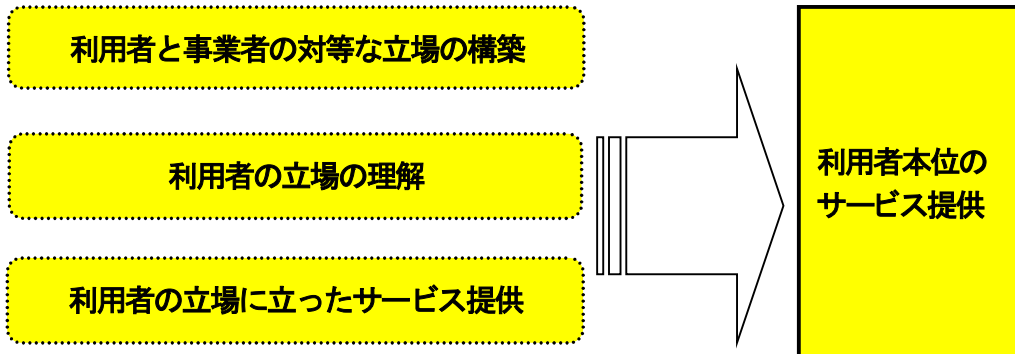 利用者と事業者の対等な立場の構築
利用者の立場の理解
利用者の立場に立ったサービス提供
利用者本位の
サービス提供